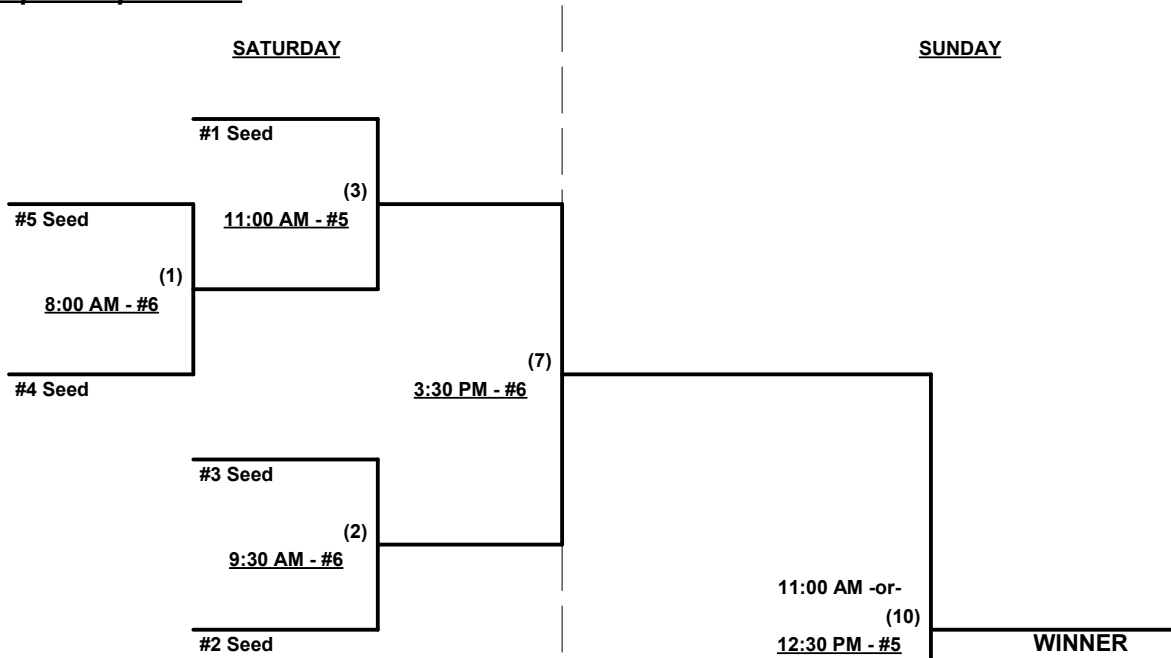 SATURDAY
SUNDAY
#1 Seed
(3)
#5 Seed
11:00 AM - #5
(1)
8:00 AM - #6
(7)
#4 Seed
3:30 PM - #6
#3 Seed
(2)
9:30 AM - #6
11:00 AM -or-
(10)
#2 Seed
12:30 PM - #5
WINNER